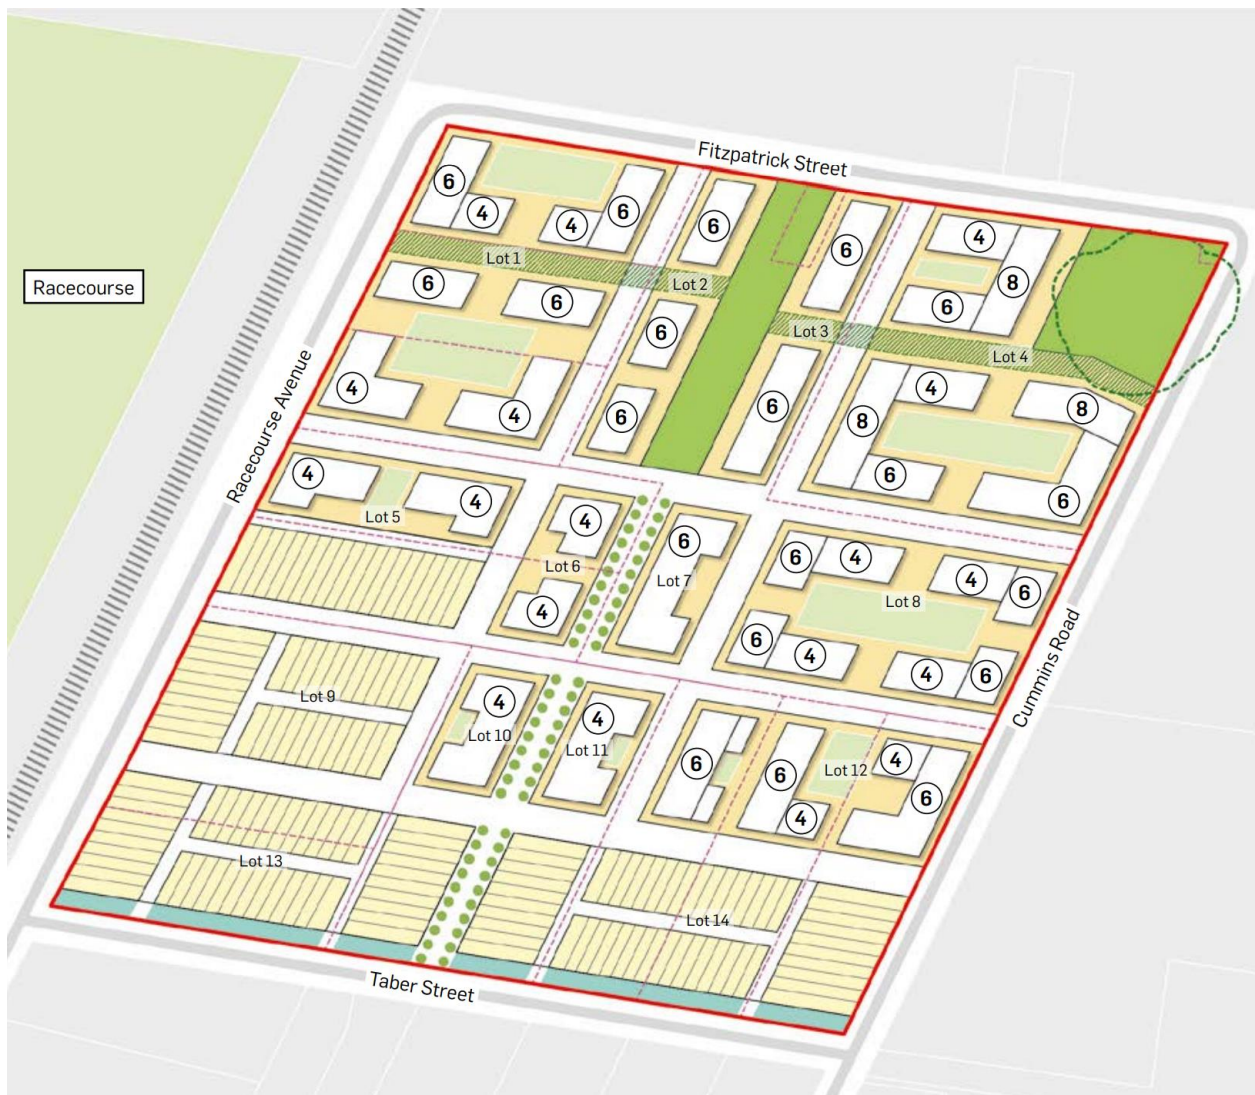 Fitzpatrick Street
6
4
4
6
6
6
4
8
6
Lot 1
Lot 2
Racecourse
6
6
6
Lot 3
Lot 4
4
4
6
6
8
4
8
6
6
Racecourse Avenue
4
4
Lot 5
4
4
Lot 6
6
Lot 7
6
4
4
6
Lot 8
6
4
4
6
Cummins Road
Lot 9
4
Lot 10
4
Lot 11
6
6
4
Lot 12
4
6
Lot 13
Lot 14
Taber Street